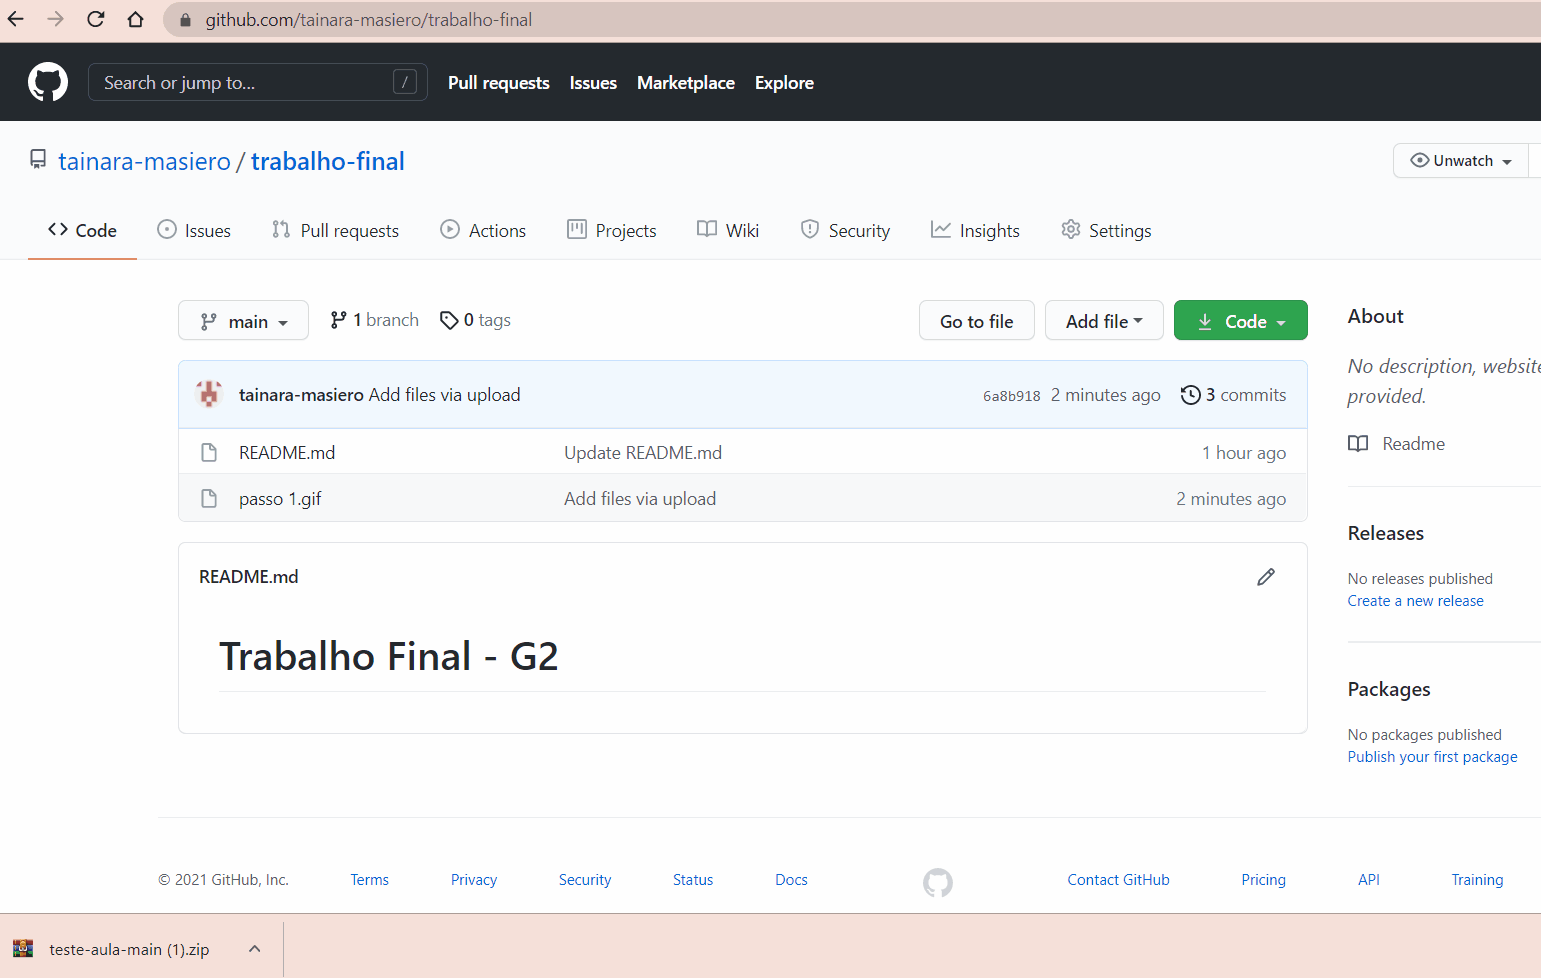 github.com/tainara-masiero/trabalho-final
Search or jump to... /
Pull requests Issues Marketplace Explore
tainara-masiero / trabalho-final
Unwatch
Code Issues Pull requests Actions Projects Wiki Security Insights Settings
main 1 branch 0 tags Go to file Add file Code
About
No description, website
provided.
Readme
tainara-masiero Add files via upload 6a8b918 2 minutes ago 3 commits
README.md Update README.md 1 hour ago
passo 1.gif Add files via upload 2 minutes ago
Releases
No releases published
Create a new release
README.md
Trabalho Final - G2
Packages
No packages published
Publish your first package
© 2021 GitHub, Inc. Terms Privacy Security Status Docs Contact GitHub Pricing API Training
teste-aula-main (1).zip